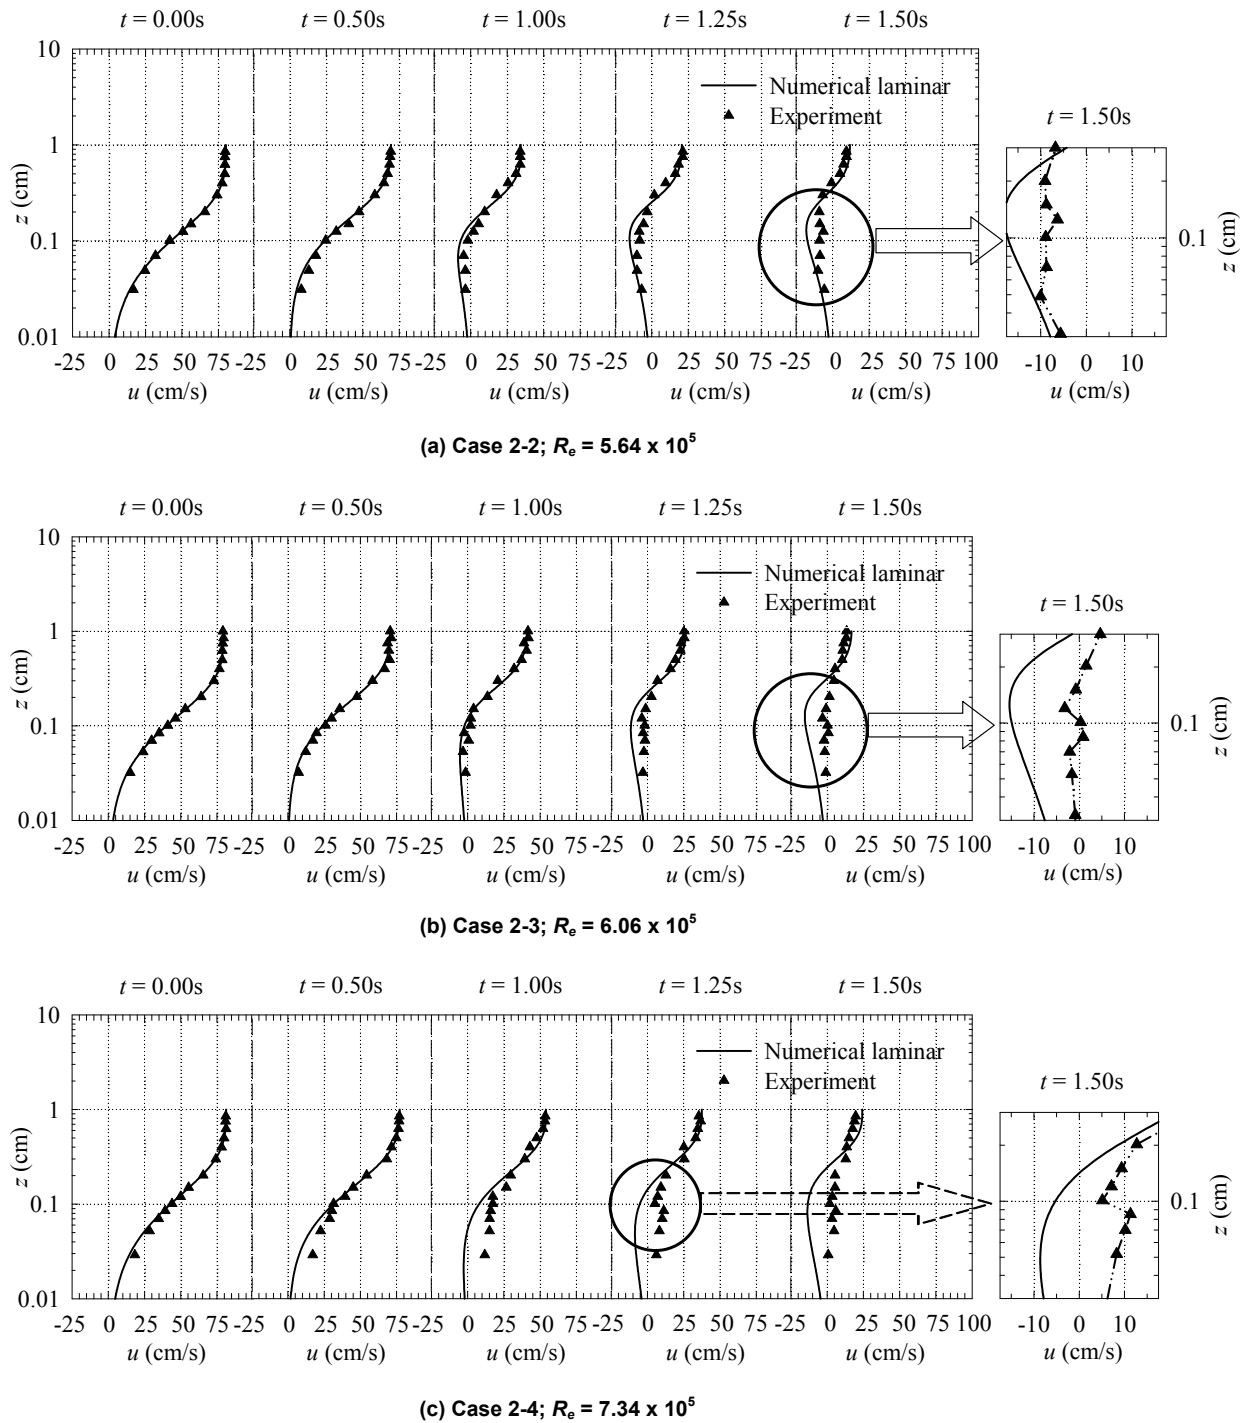 t = 0.00s t = 0.50s t = 1.00s t = 1.25s t = 1.50s
10
1
0.1
0.01
z (cm)
Numerical laminar
Experiment
-25 0 25 50 75 -25 0 25 50 75 -25 0 25 50 75 -25 0 25 50 75 -25 0 25 50 75 100
u (cm/s) u (cm/s) u (cm/s) u (cm/s) u (cm/s)
t = 1.50s
0.1
z (cm)
-10 0 10
u (cm/s)
(a) Case 2-2; Re = 5.64 x 10^5
t = 0.00s t = 0.50s t = 1.00s t = 1.25s t = 1.50s
10
1
0.1
0.01
z (cm)
Numerical laminar
Experiment
-25 0 25 50 75 -25 0 25 50 75 -25 0 25 50 75 -25 0 25 50 75 -25 0 25 50 75 100
u (cm/s) u (cm/s) u (cm/s) u (cm/s) u (cm/s)
t = 1.50s
0.1
z (cm)
-10 0 10
u (cm/s)
(b) Case 2-3; Re = 6.06 x 10^5
t = 0.00s t = 0.50s t = 1.00s t = 1.25s t = 1.50s
10
1
0.1
0.01
z (cm)
Numerical laminar
Experiment
-25 0 25 50 75 -25 0 25 50 75 -25 0 25 50 75 -25 0 25 50 75 -25 0 25 50 75 100
u (cm/s) u (cm/s) u (cm/s) u (cm/s) u (cm/s)
t = 1.50s
0.1
z (cm)
-10 0 10
u (cm/s)
(c) Case 2-4; Re = 7.34 x 10^5